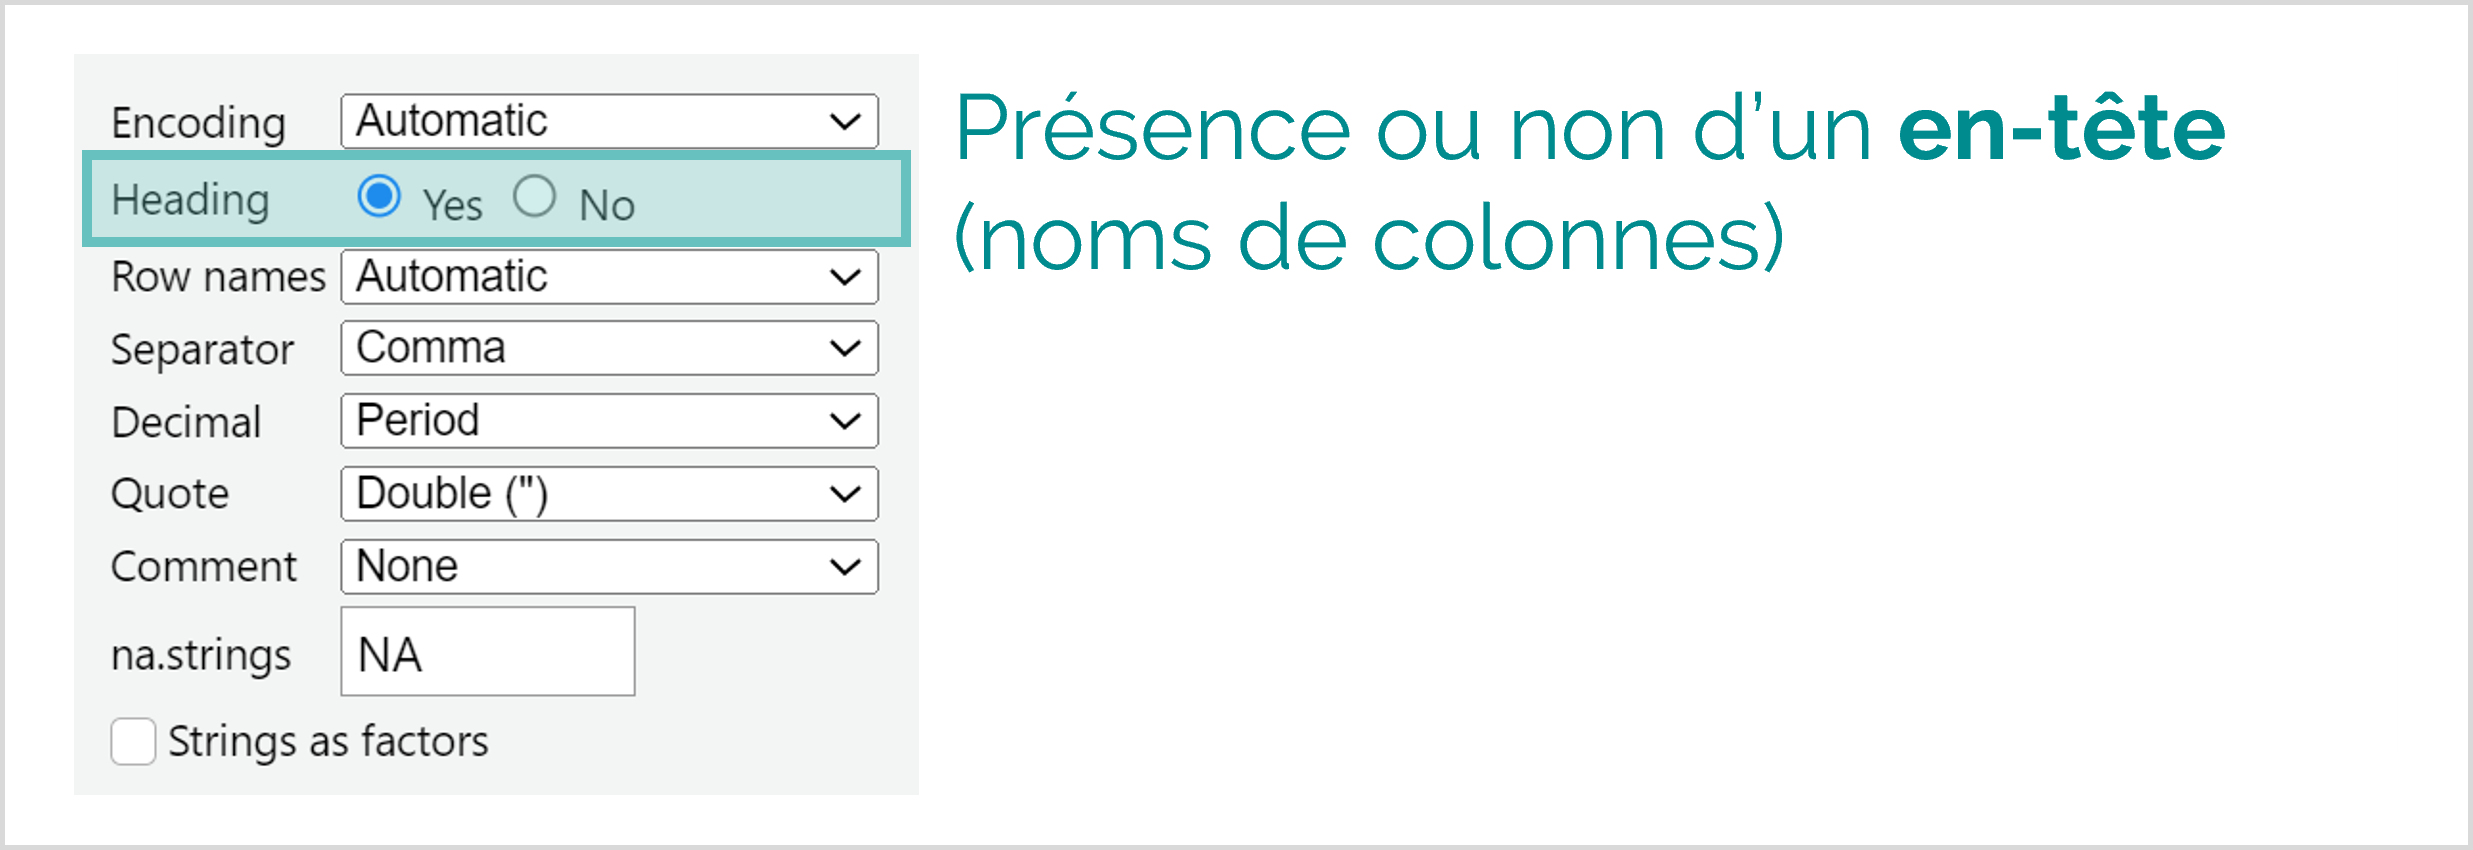 Encoding Automatic
Heading Yes No
Row names Automatic
Separator Comma
Decimal Period
Quote Double (")
Comment None
na.strings NA
Strings as factors
Présence ou non d’un en-tête
(noms de colonnes)